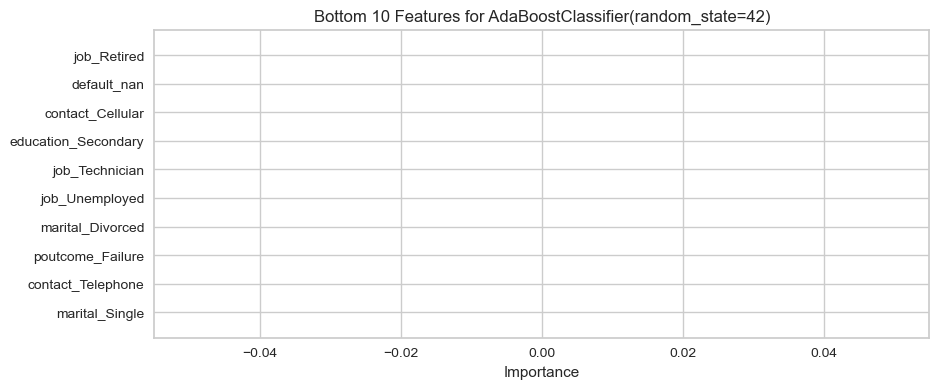 Bottom 10 Features for AdaBoostClassifier(random_state=42)
job_Retired
default_nan
contact_Cellular
education_Secondary
job_Technician
job_Unemployed
marital_Divorced
poutcome_Failure
contact_Telephone
marital_Single
−0.04 −0.02 0.00 0.02 0.04
Importance